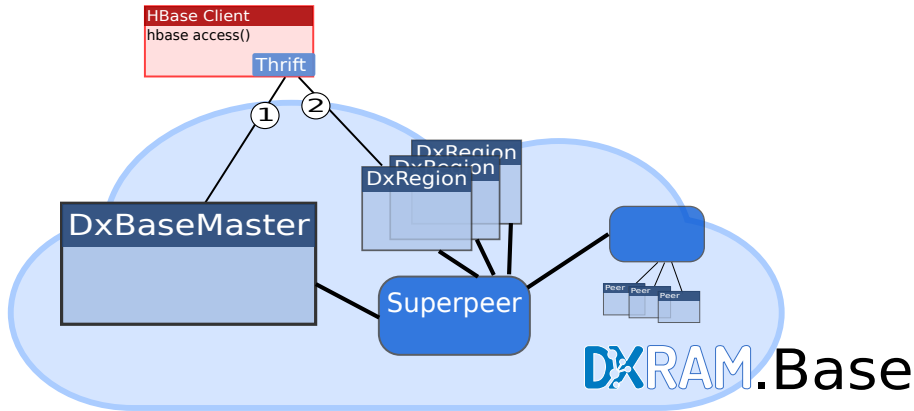 HBase Client
hbase access()
Thrift
1
2
DxRegion
DxRegion
DxRegion
DxBaseMaster
Superpeer
Peer
Peer
Peer
DXRAM.Base